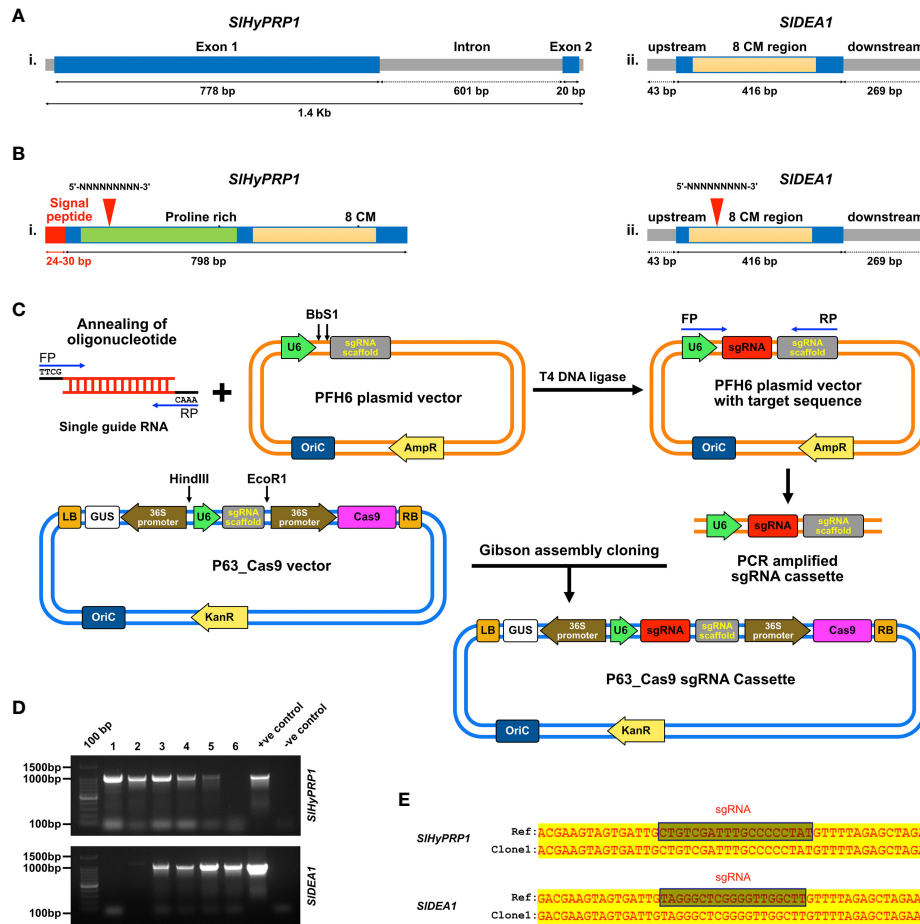 A
SlHyPRP1
SlDEA1
i.
Exon 1
Intron
Exon 2
778 bp
601 bp
20 bp
1.4 Kb
ii.
upstream
8 CM region
downstream
43 bp
416 bp
269 bp
B
SlHyPRP1
SlDEA1
5'-NNNNNNNNN-3'
Signal peptide
Proline rich
8 CM
i.
24-30 bp
798 bp
5'-NNNNNNNNN-3'
upstream
8 CM region
downstream
ii.
43 bp
416 bp
269 bp
C
Annealing of
oligonucleotide
FP
TTCG
CAAA
RP
Single guide RNA
+
BbS1
U6
sgRNA
scaffold
PFH6 plasmid vector
OriC
AmpR
T4 DNA ligase
FP
RP
U6
sgRNA
sgRNA
scaffold
PFH6 plasmid vector
with target sequence
OriC
AmpR
HindIII
EcoR1
LB
GUS
36S
promoter
U6
sgRNA
scaffold
36S
promoter
Cas9
RB
P63_Cas9 vector
OriC
KanR
U6
sgRNA
sgRNA
scaffold
PCR amplified
sgRNA cassette
Gibson assembly cloning
LB
GUS
36S
promoter
U6
sgRNA
sgRNA
scaffold
36S
promoter
Cas9
RB
P63_Cas9 sgRNA Cassette
OriC
KanR
D
100 bp
1
2
3
4
5
6
+ve control
-ve control
1500bp
1000bp
100bp
SlHyPRP1
1500bp
1000bp
100bp
SlDEA1
E
sgRNA
SlHyPRP1
Ref: ACGAAGTAGTGATTGCTGTCGATTTGCCCCCTATGTTTTAGAGCTAGA
Clone1: ACGAAGTAGTGATTGCTGTCGATTTGCCCCCTATGTTTTAGAGCTAGA
sgRNA
SlDEA1
Ref: GACGAAGTAGTGATTGTAGGGCTCGGGGTTGGCTTGTTTTAGAGCTAGAA
Clone1: GACGAAGTAGTGATTGTAGGGCTCGGGGTTGGCTTGTTTTAGAGCTAGAA